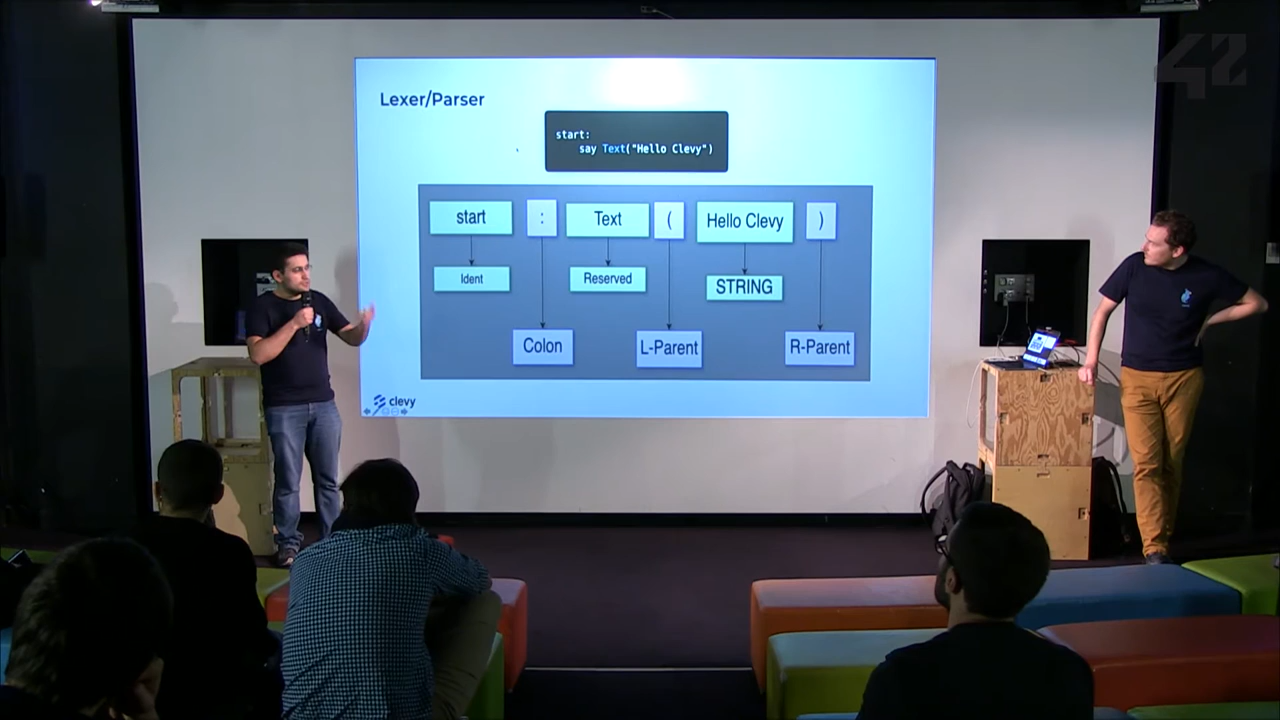 42
Lexer/Parser
start:
say Text("Hello Clevy")
start : Text ( Hello Clevy )
Ident Reserved STRING
Colon L-Parent R-Parent
clevy